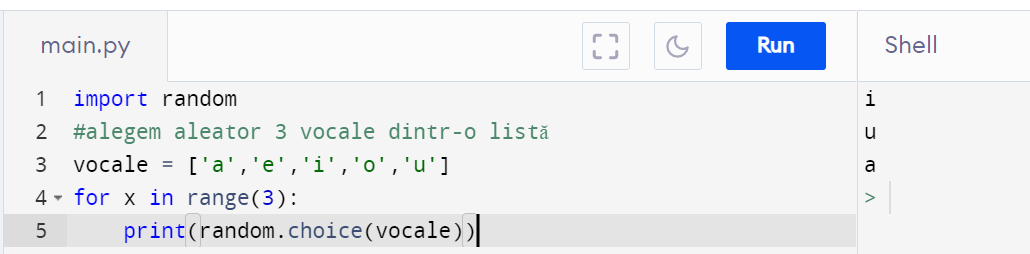 main.py Run Shell
1 import random
2 #alegem aleator 3 vocale dintr-o listă
3 vocale = ['a','e','i','o','u']
4 for x in range(3):
5     print(random.choice(vocale))
i
u
a
>